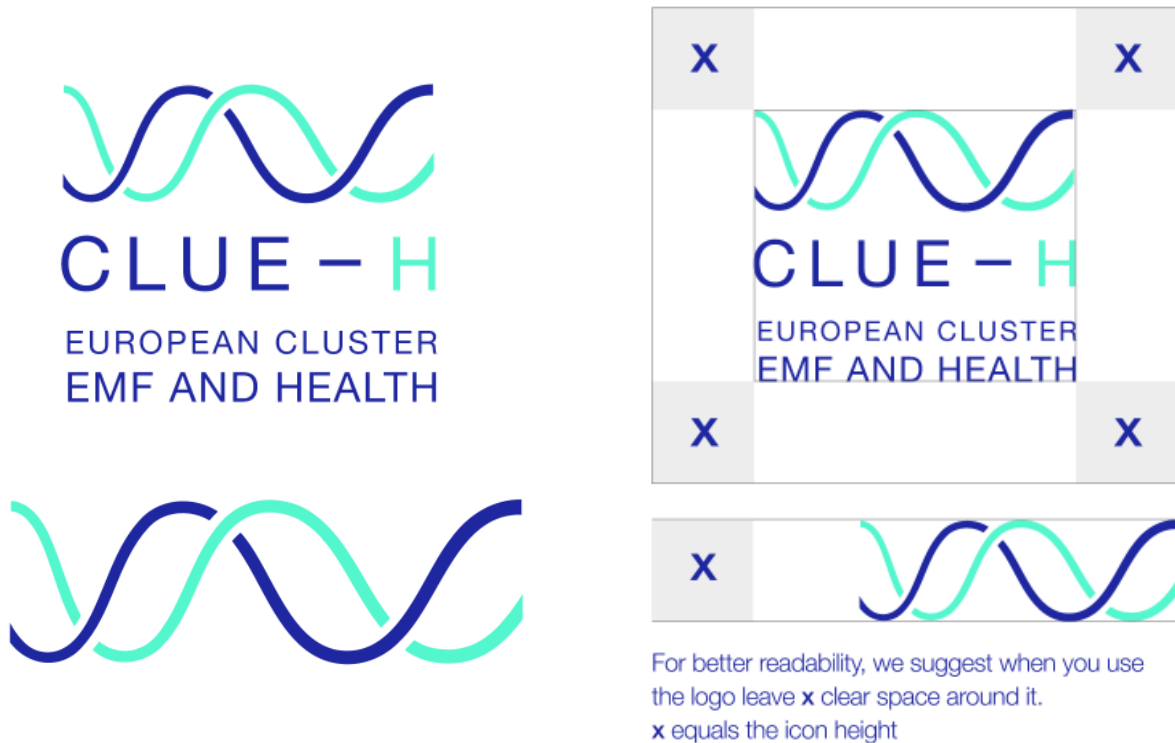 CLUE – H
EUROPEAN CLUSTER
EMF AND HEALTH
x x
CLUE – H
EUROPEAN CLUSTER
EMF AND HEALTH
x x
x
For better readability, we suggest when you use
the logo leave x clear space around it.
x equals the icon height